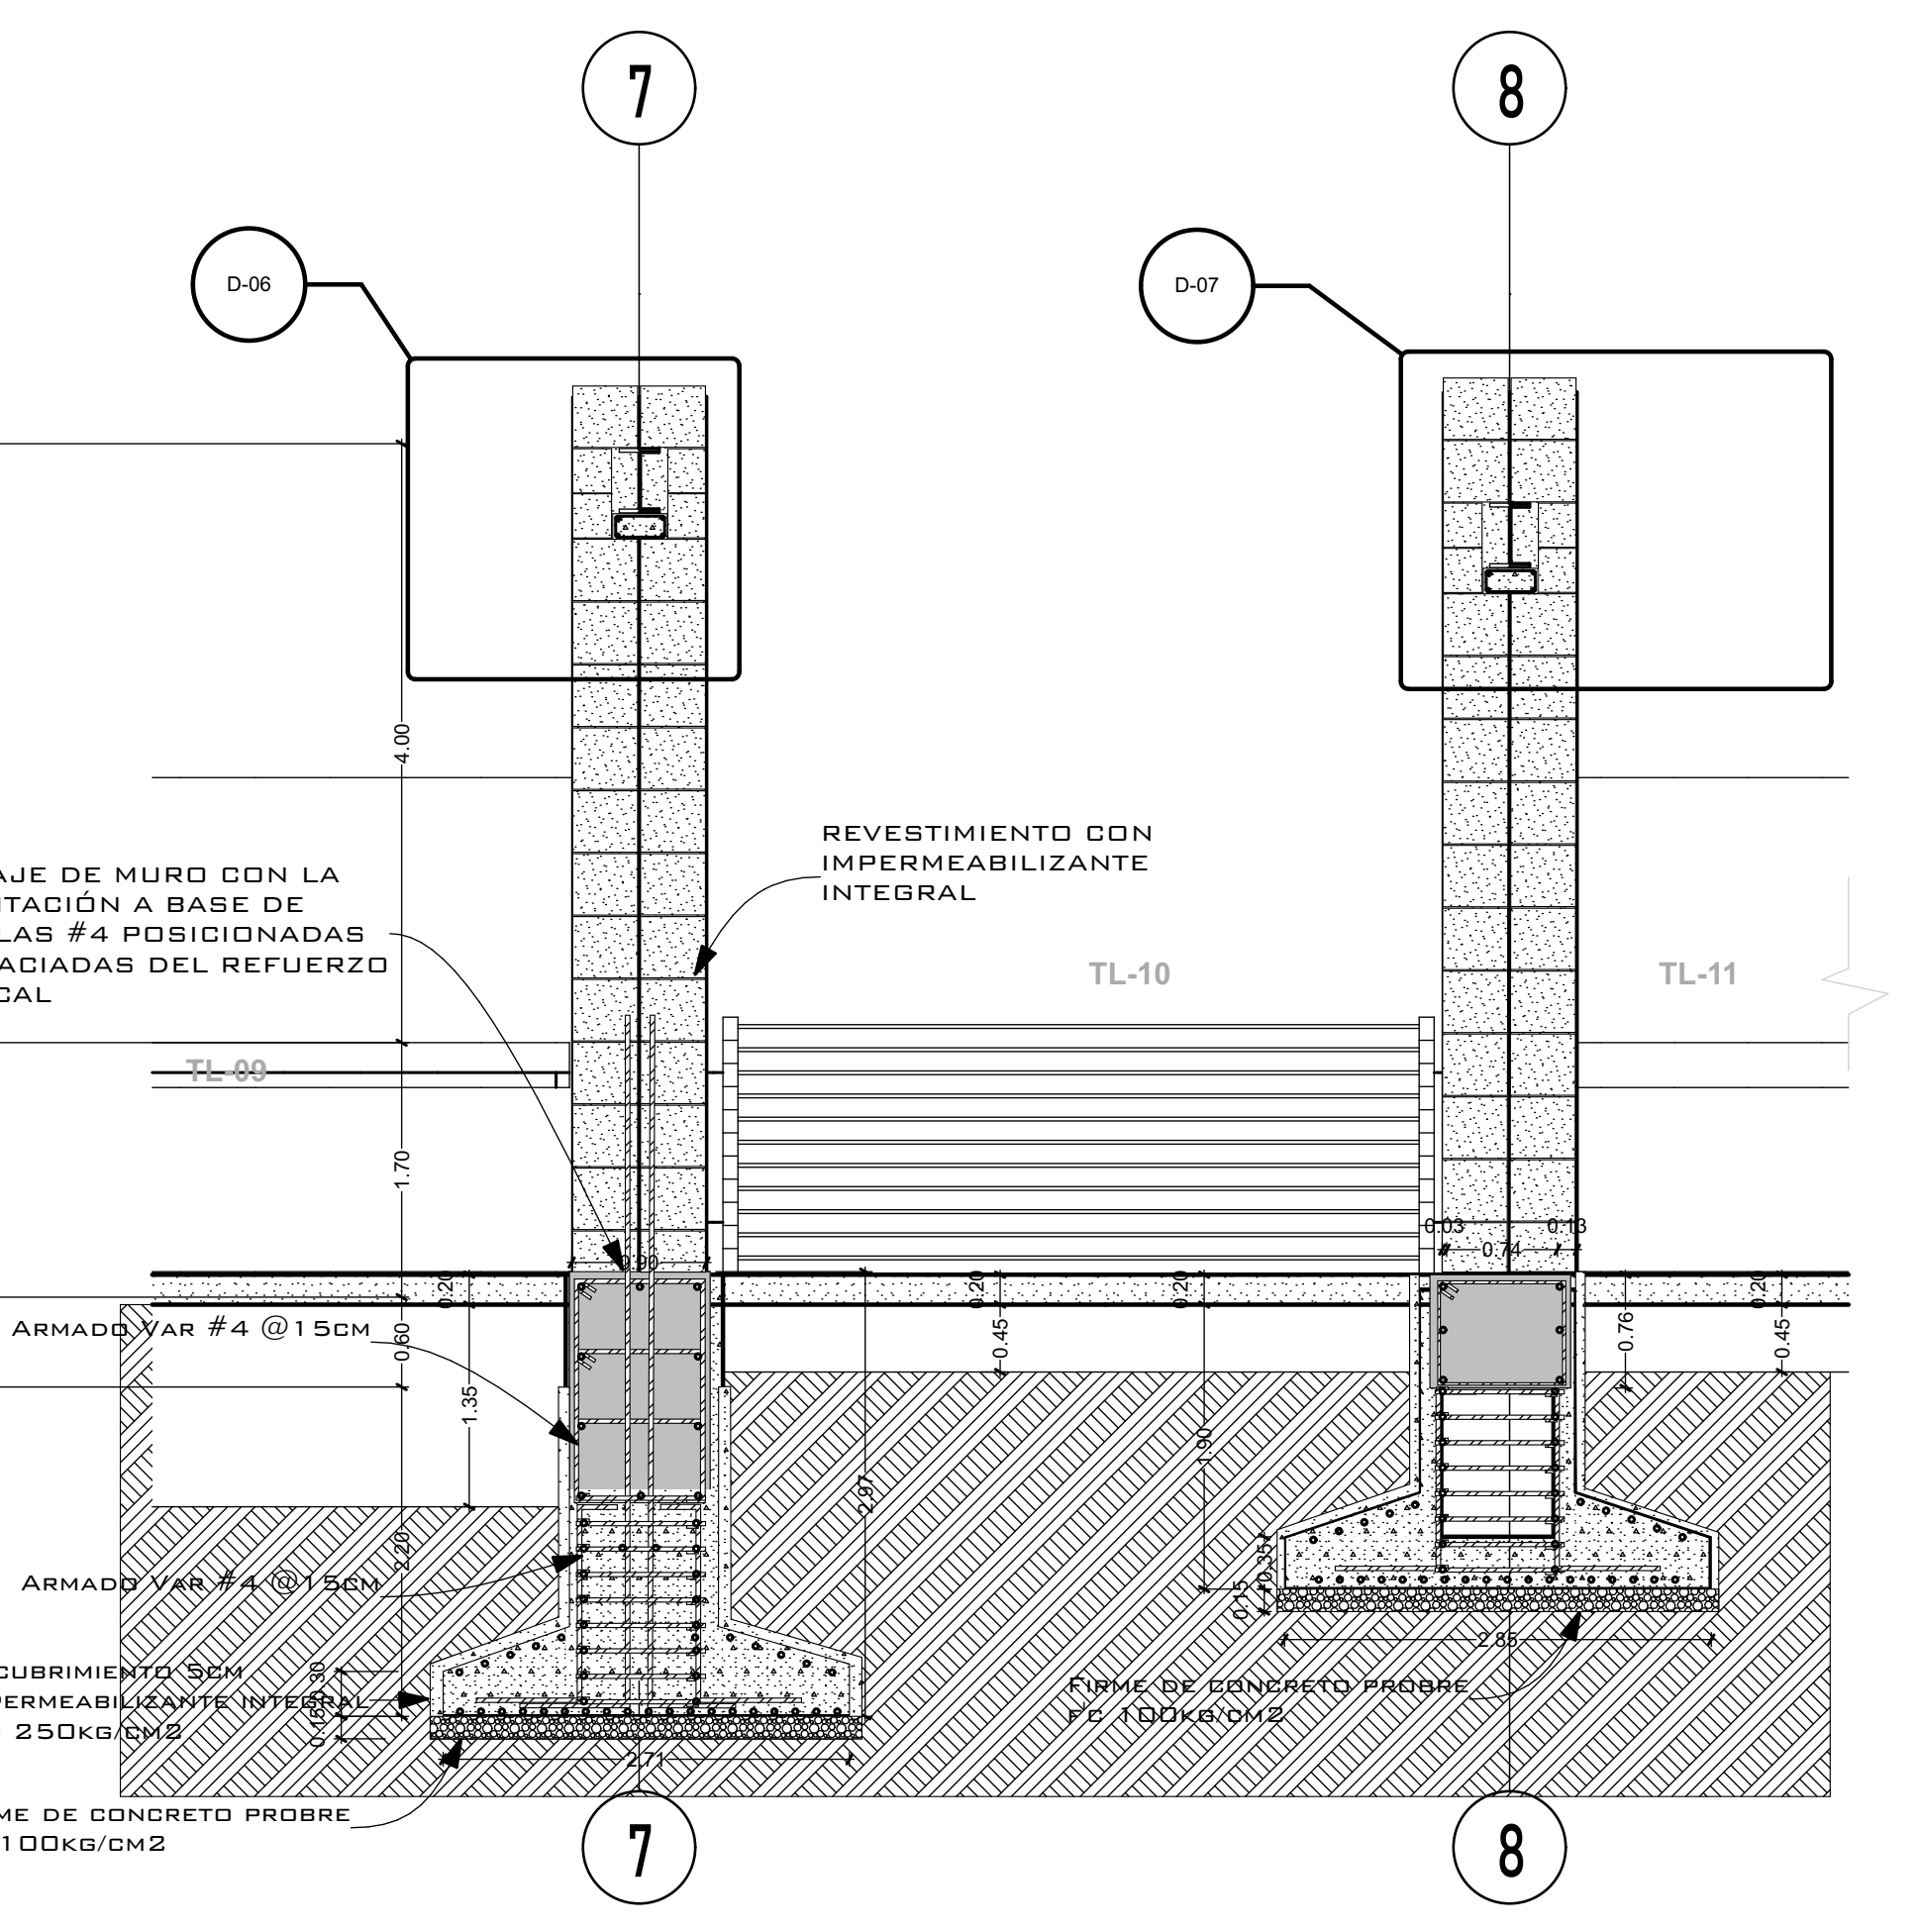 7
8
D-06
D-07
4.00
REVESTIMIENTO CON
IMPERMEABILIZANTE
INTEGRAL
AJE DE MURO CON LA
NTACIÓN A BASE DE
LAS #4 POSICIONADAS
ACIADAS DEL REFUERZO
CAL
TL-10
TL-11
TL-09
1.70
0.03
0.13
0.74
0.90
0.20
0.20
0.20
0.20
ARMADO VAR #4 @15CM
0.60
0.45
0.76
0.45
1.35
1.90
2.97
2.20
ARMADO VAR #4 @15CM
0.35
0.15
2.85
CUBRIMIENTO 5CM
PERMEABILIZANTE INTEGRAL
250KG/CM2
0.30
0.15
FIRME DE CONCRETO PROBRE
F'C 100KG/CM2
2.71
ME DE CONCRETO PROBRE
100KG/CM2
7
8